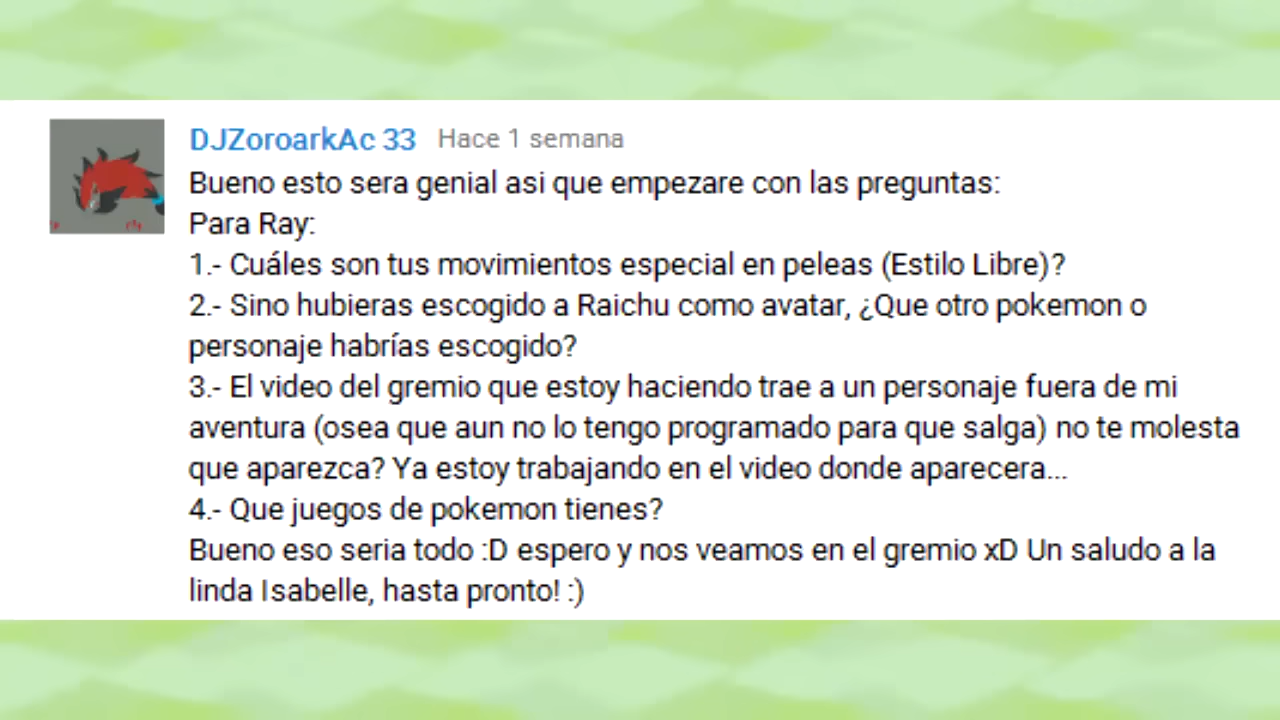 DJZoroarkAc 33 Hace 1 semana
Bueno esto sera genial asi que empezare con las preguntas:
Para Ray:
1.- Cuáles son tus movimientos especial en peleas (Estilo Libre)?
2.- Sino hubieras escogido a Raichu como avatar, ¿Que otro pokemon o
personaje habrías escogido?
3.- El video del gremio que estoy haciendo trae a un personaje fuera de mi
aventura (osea que aun no lo tengo programado para que salga) no te molesta
que aparezca? Ya estoy trabajando en el video donde aparecera...
4.- Que juegos de pokemon tienes?
Bueno eso seria todo :D espero y nos veamos en el gremio xD Un saludo a la
linda Isabelle, hasta pronto! :)